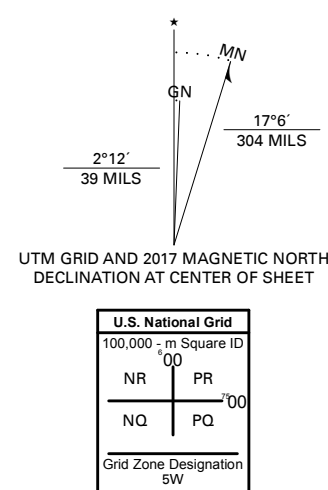 MN
GN
17°6´
304 MILS
2°12´
39 MILS
UTM GRID AND 2017 MAGNETIC NORTH
DECLINATION AT CENTER OF SHEET
U.S. National Grid
100,000 - m Square ID
600
NR PR
7500
NQ PQ
Grid Zone Designation
5W